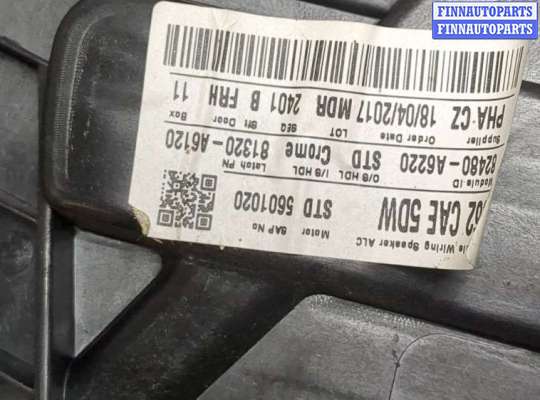 FINNAUTOPARTS
FINNAUTOPARTS
Wiring Speaker ALC Motor SAP No
CAE 5DW STD 5601020
Module-ID O/S HDL I/S HDL Latch PN
82480-A6220 STD Crome 81320-A6120
Supplier Order Date LOT SEQ Sft Door Box
PHA-CZ 18/04/2017 MDR 2401 B FRH 11